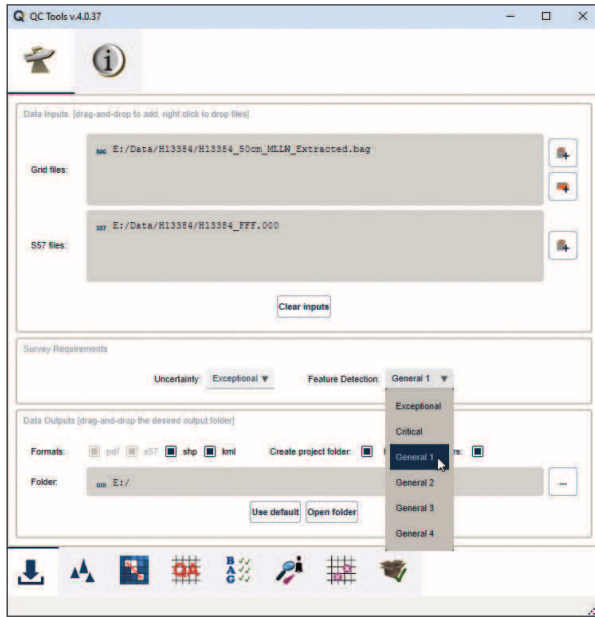 QC Tools v.4.0.37
Data Inputs [drag-and-drop to add, right click to drop files]
Grid files:
BAG E:/Data/H13384/H13384_50cm_MLLW_Extracted.bag
S57 files:
S57 E:/Data/H13384/H13384_FFF.000
Clear inputs
Survey Requirements
Uncertainty: Exceptional
Feature Detection: General 1
Exceptional
Critical
General 1
General 2
General 3
General 4
Data Outputs [drag-and-drop the desired output folder]
Formats: pdf s57 shp kml Create project folder:
Folder: E:/
...
Use default Open folder
QA
BAG